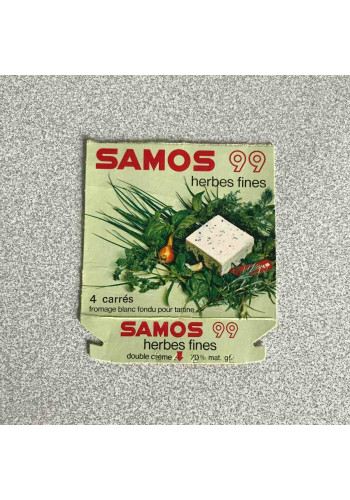 SAMOS 99
herbes fines
4 carrés
fromage blanc fondu pour tartine
SAMOS 99
herbes fines
double creme 70% mat. gr.